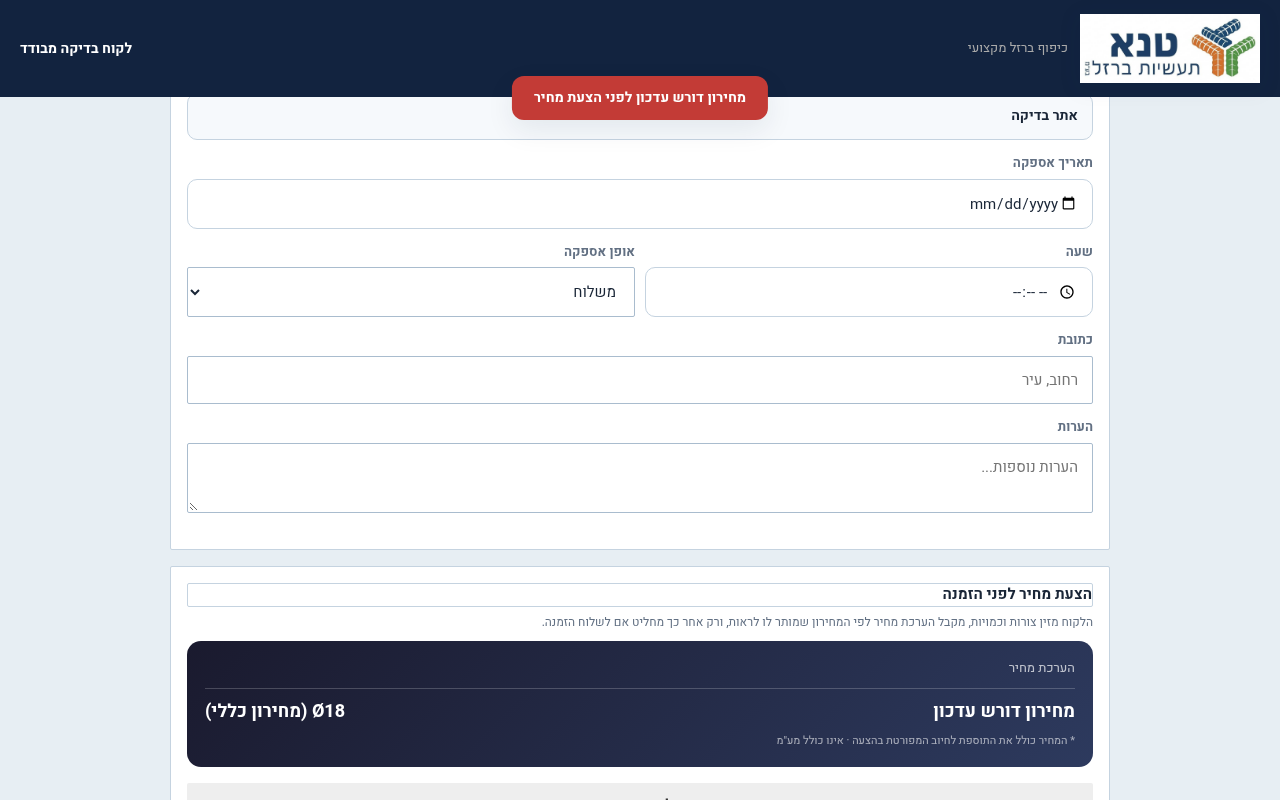 טנא
תעשיות ברזל
כיפוף ברזל מקצועי
לקוח בדיקה מבודד
מחירון דורש עדכון לפני הצעת מחיר
אתר בדיקה
תאריך אספקה
mm/dd/yyyy
שעה
אופן אספקה
--:-- --
משלוח
כתובת
רחוב, עיר
הערות
הערות נוספות...
הצעת מחיר לפני הזמנה
הלקוח מזין צורות וכמויות, מקבל הערכת מחיר לפי המחירון שמותר לו לראות, ורק אחר כך מחליט אם לשלוח הזמנה.
הערכת מחיר
מחירון דורש עדכון
Ø18 (מחירון כללי)
* המחיר כולל את התוספת לחיוב המפורטת בהצעה · אינו כולל מע"מ